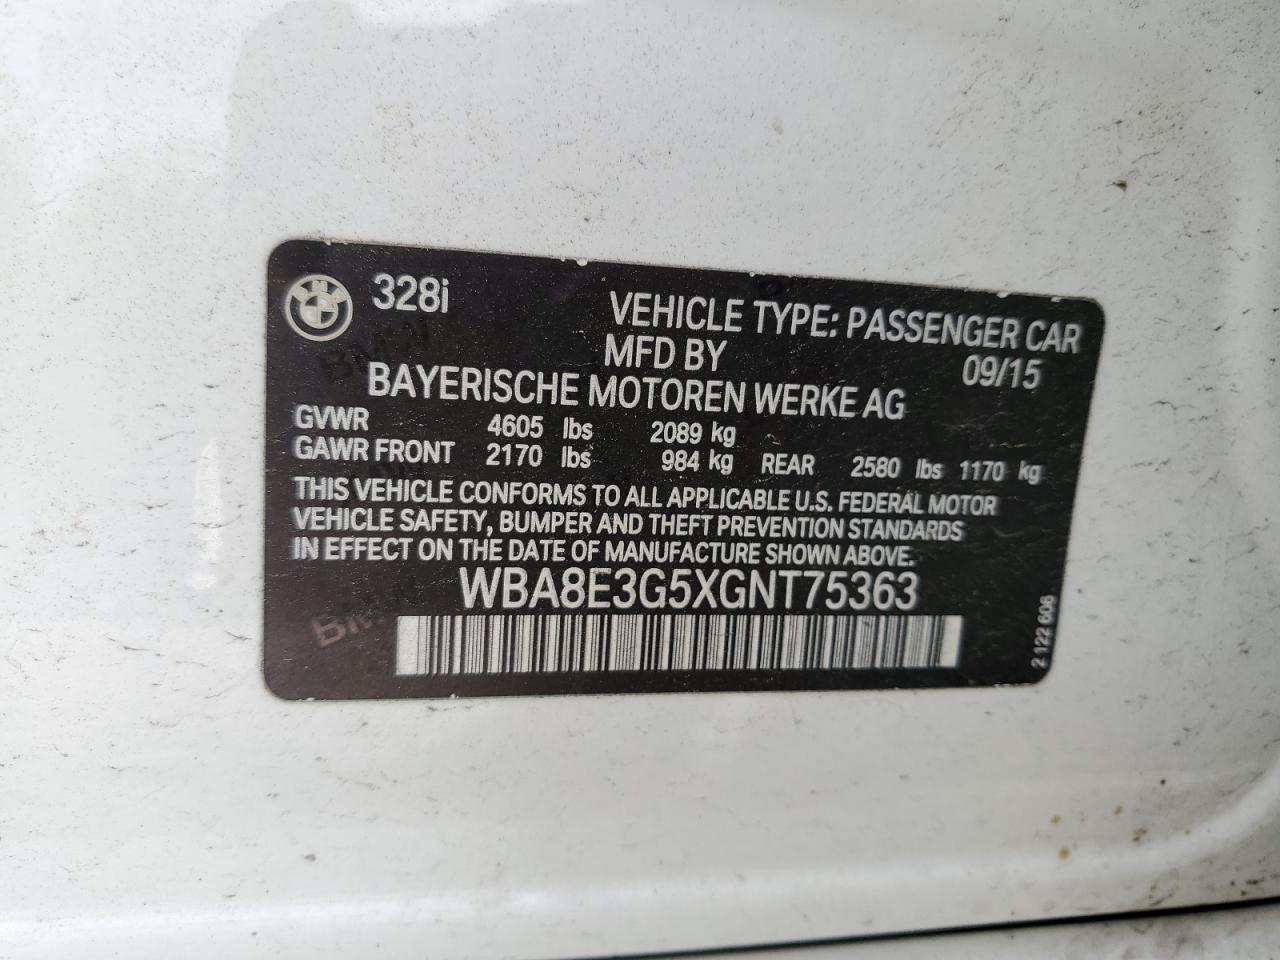 328i
VEHICLE TYPE: PASSENGER CAR
MFD BY 09/15
BAYERISCHE MOTOREN WERKE AG
GVWR 4605 lbs 2089 kg
GAWR FRONT 2170 lbs 984 kg REAR 2580 lbs 1170 kg
THIS VEHICLE CONFORMS TO ALL APPLICABLE U.S. FEDERAL MOTOR
VEHICLE SAFETY, BUMPER AND THEFT PREVENTION STANDARDS
IN EFFECT ON THE DATE OF MANUFACTURE SHOWN ABOVE.
WBA8E3G5XGNT75363
2 122 606
BMW